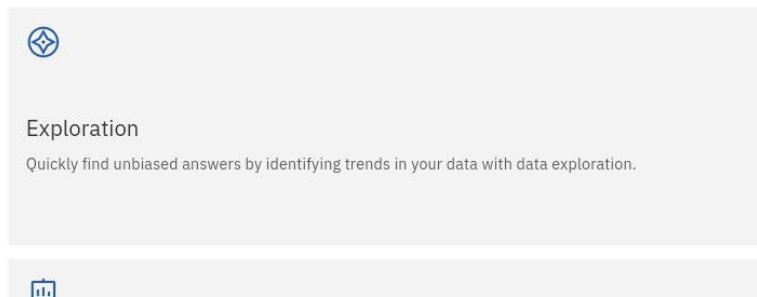 Exploration
Quickly find unbiased answers by identifying trends in your data with data exploration.